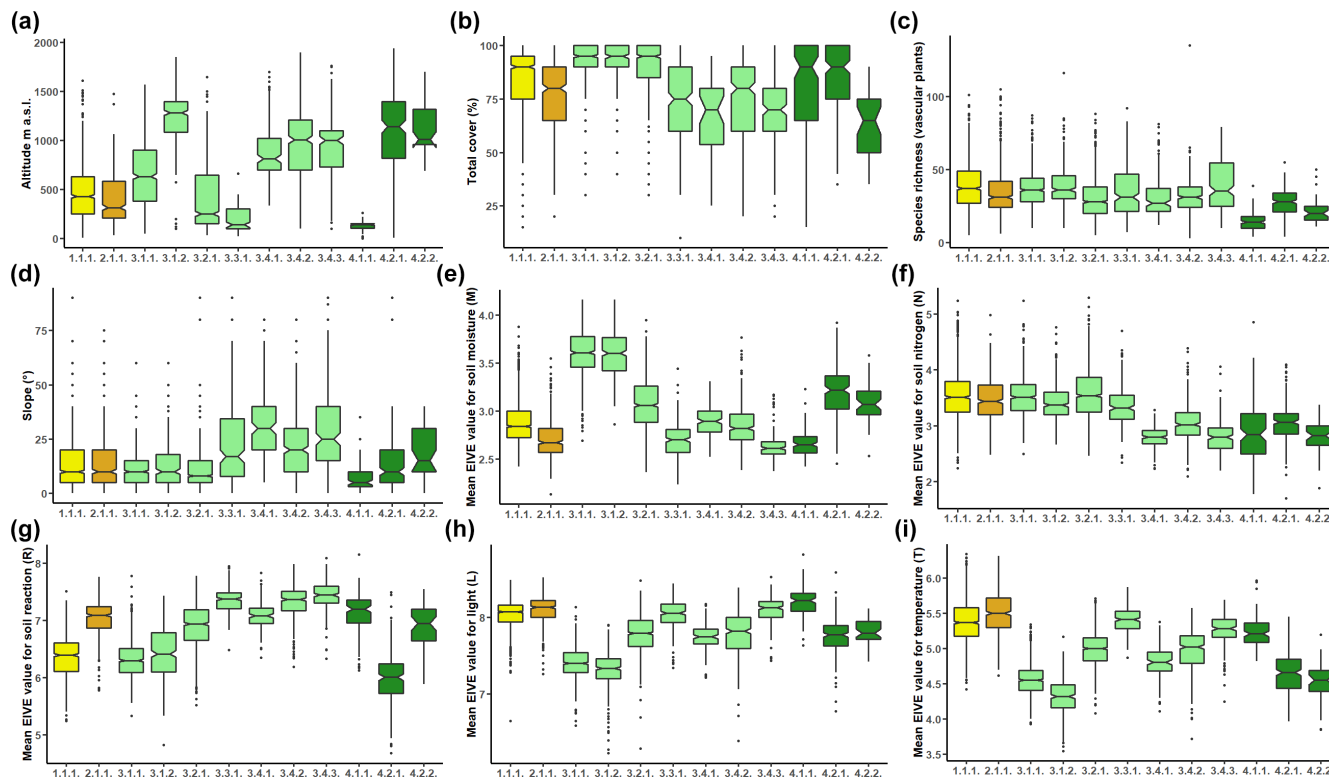 (a)
Altitude m a.s.l.
2000
1500
1000
500
0
1.1.1. 2.1.1. 3.1.1. 3.1.2. 3.2.1. 3.3.1. 3.4.1. 3.4.2. 3.4.3. 4.1.1. 4.2.1. 4.2.2.
(b)
Total cover (%)
100
75
50
25
1.1.1. 2.1.1. 3.1.1. 3.1.2. 3.2.1. 3.3.1. 3.4.1. 3.4.2. 3.4.3. 4.1.1. 4.2.1. 4.2.2.
(c)
Species richness (vascular plants)
100
50
0
1.1.1. 2.1.1. 3.1.1. 3.1.2. 3.2.1. 3.3.1. 3.4.1. 3.4.2. 3.4.3. 4.1.1. 4.2.1. 4.2.2.
(d)
Slope (°)
75
50
25
0
1.1.1. 2.1.1. 3.1.1. 3.1.2. 3.2.1. 3.3.1. 3.4.1. 3.4.2. 3.4.3. 4.1.1. 4.2.1. 4.2.2.
(e)
Mean EIVE value for soil moisture (M)
4.0
3.5
3.0
2.5
1.1.1. 2.1.1. 3.1.1. 3.1.2. 3.2.1. 3.3.1. 3.4.1. 3.4.2. 3.4.3. 4.1.1. 4.2.1. 4.2.2.
(f)
Mean EIVE value for soil nitrogen (N)
5
4
3
2
1.1.1. 2.1.1. 3.1.1. 3.1.2. 3.2.1. 3.3.1. 3.4.1. 3.4.2. 3.4.3. 4.1.1. 4.2.1. 4.2.2.
(g)
Mean EIVE value for soil reaction (R)
8
7
6
5
1.1.1. 2.1.1. 3.1.1. 3.1.2. 3.2.1. 3.3.1. 3.4.1. 3.4.2. 3.4.3. 4.1.1. 4.2.1. 4.2.2.
(h)
Mean EIVE value for light (L)
8
7
1.1.1. 2.1.1. 3.1.1. 3.1.2. 3.2.1. 3.3.1. 3.4.1. 3.4.2. 3.4.3. 4.1.1. 4.2.1. 4.2.2.
(i)
Mean EIVE value for temperature (T)
6.0
5.5
5.0
4.5
4.0
3.5
1.1.1. 2.1.1. 3.1.1. 3.1.2. 3.2.1. 3.3.1. 3.4.1. 3.4.2. 3.4.3. 4.1.1. 4.2.1. 4.2.2.